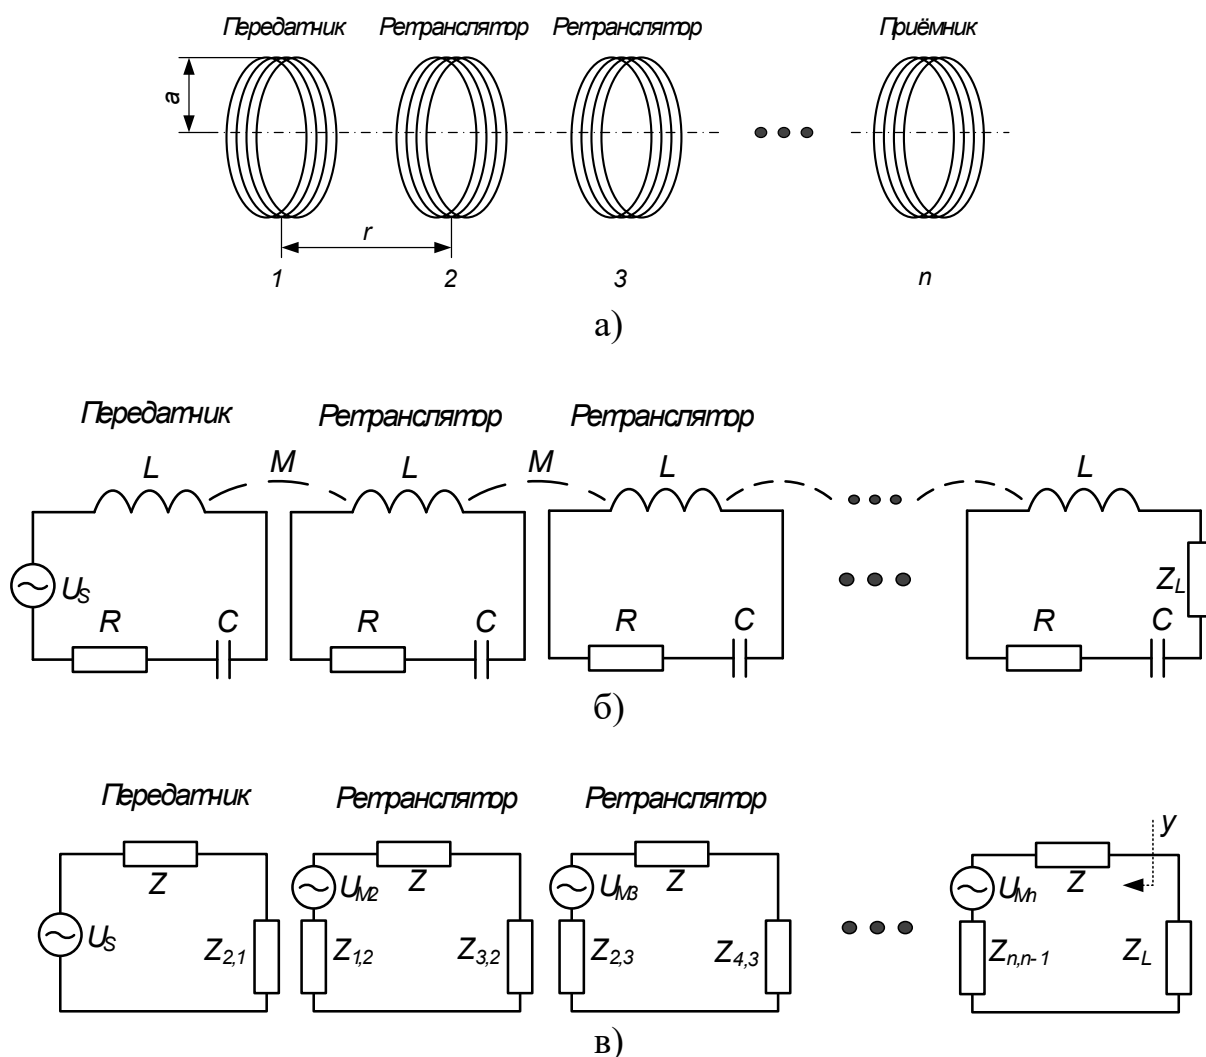 Передатник Ретранслятор Ретранслятор Приёмник
a
r
1 2 3 n
а)
Передатник Ретранслятор Ретранслятор
L M L M L L
U_S Z_L
R C R C R C R C
б)
Передатник Ретранслятор Ретранслятор y
Z U_M2 Z U_M3 Z U_Mn Z
U_S Z_2,1 Z_1,2 Z_3,2 Z_2,3 Z_4,3 Z_n,n-1 Z_L
в)